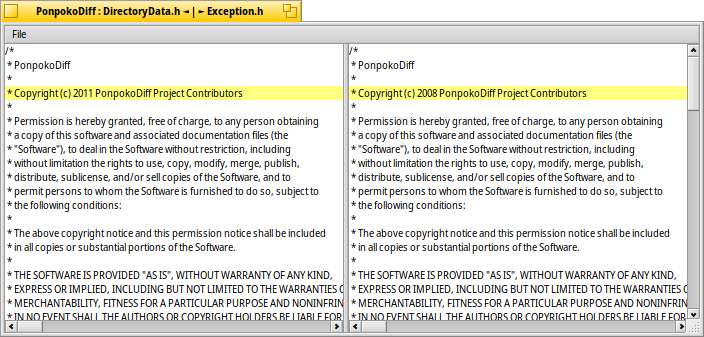 PonpokoDiff : DirectoryData.h ◄ | ► Exception.h
File
/*
* PonpokoDiff
*
* Copyright (c) 2011 PonpokoDiff Project Contributors
*
* Permission is hereby granted, free of charge, to any person obtaining
* a copy of this software and associated documentation files (the
* "Software"), to deal in the Software without restriction, including
* without limitation the rights to use, copy, modify, merge, publish,
* distribute, sublicense, and/or sell copies of the Software, and to
* permit persons to whom the Software is furnished to do so, subject to
* the following conditions:
*
* The above copyright notice and this permission notice shall be included
* in all copies or substantial portions of the Software.
*
* THE SOFTWARE IS PROVIDED "AS IS", WITHOUT WARRANTY OF ANY KIND,
* EXPRESS OR IMPLIED, INCLUDING BUT NOT LIMITED TO THE WARRANTIES O
* MERCHANTABILITY, FITNESS FOR A PARTICULAR PURPOSE AND NONINFRIN
* IN NO EVENT SHALL THE AUTHORS OR COPYRIGHT HOLDERS BE LIABLE FOR
/*
* PonpokoDiff
*
* Copyright (c) 2008 PonpokoDiff Project Contributors
*
* Permission is hereby granted, free of charge, to any person obtaining
* a copy of this software and associated documentation files (the
* "Software"), to deal in the Software without restriction, including
* without limitation the rights to use, copy, modify, merge, publish,
* distribute, sublicense, and/or sell copies of the Software, and to
* permit persons to whom the Software is furnished to do so, subject to
* the following conditions:
*
* The above copyright notice and this permission notice shall be included
* in all copies or substantial portions of the Software.
*
* THE SOFTWARE IS PROVIDED "AS IS", WITHOUT WARRANTY OF ANY KIND,
* EXPRESS OR IMPLIED, INCLUDING BUT NOT LIMITED TO THE WARRANTIES O
* MERCHANTABILITY, FITNESS FOR A PARTICULAR PURPOSE AND NONINFRIN
* IN NO EVENT SHALL THE AUTHORS OR COPYRIGHT HOLDERS BE LIABLE FOR